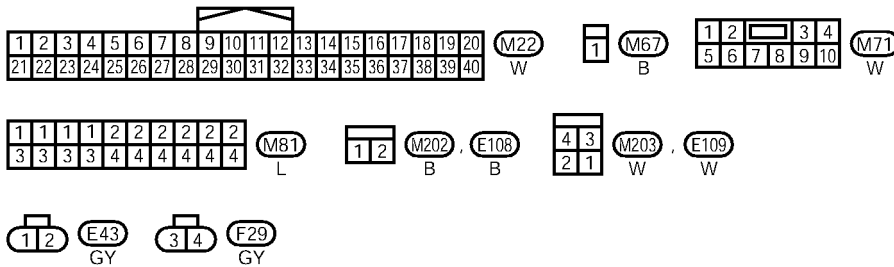 1 2 3 4 5 6 7 8 9 10 11 12 13 14 15 16 17 18 19 20 M22
21 22 23 24 25 26 27 28 29 30 31 32 33 34 35 36 37 38 39 40 W
1 M67
B
1 2 3 4 M71
5 6 7 8 9 10 W
1 1 1 1 2 2 2 2 2 2 M81
3 3 3 3 4 4 4 4 4 4 L
1 2 M202 , E108
B B
4 3 M203 , E109
2 1 W W
1 2 E43
GY
3 4 F29
GY